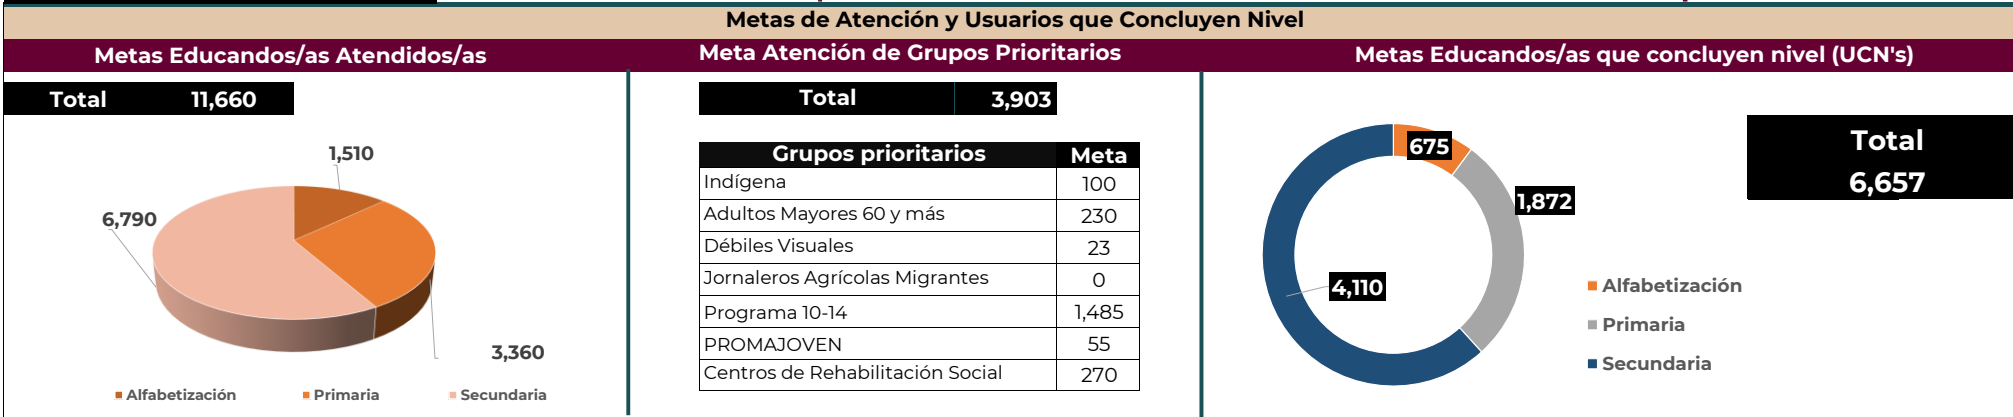 Metas de Atención y Usuarios que Concluyen Nivel
Metas Educandos/as Atendidos/as
Total 11,660
1,510
6,790
3,360
Alfabetización Primaria Secundaria
Meta Atención de Grupos Prioritarios
Total 3,903
Grupos prioritarios Meta
Indígena 100
Adultos Mayores 60 y más 230
Débiles Visuales 23
Jornaleros Agrícolas Migrantes 0
Programa 10-14 1,485
PROMAJOVEN 55
Centros de Rehabilitación Social 270
Metas Educandos/as que concluyen nivel (UCN's)
675
1,872
4,110
Total
6,657
Alfabetización
Primaria
Secundaria